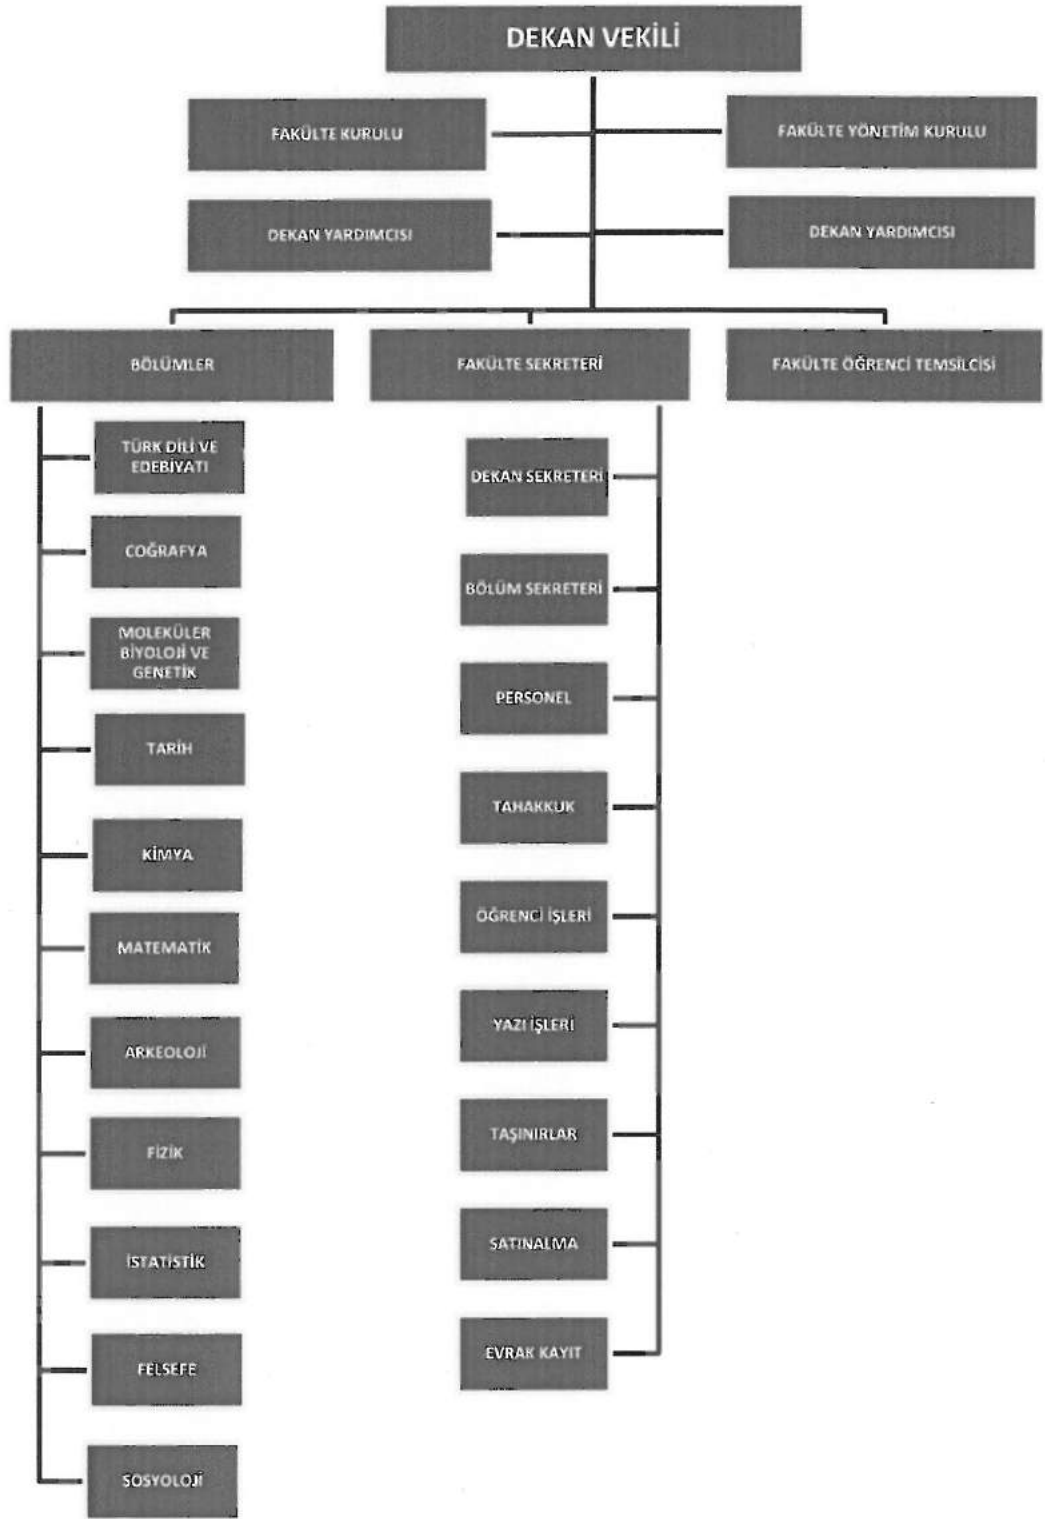 DEKAN VEKİLİ
FAKÜLTE KURULU
FAKÜLTE YÖNETİM KURULU
DEKAN YARDIMCISI
DEKAN YARDIMCISI
BÖLÜMLER
FAKÜLTE SEKRETERİ
FAKÜLTE ÖĞRENCİ TEMSİLCİSİ
TÜRK DİLİ VE
EDEBİYATI
COĞRAFYA
MOLEKÜLER
BİYOLOJİ VE
GENETİK
TARİH
KİMYA
MATEMATİK
ARKEOLOJİ
FİZİK
İSTATİSTİK
FELSEFE
SOSYOLOJİ
DEKAN SEKRETERİ
BÖLÜM SEKRETERİ
PERSONEL
TAHAKKUK
ÖĞRENCİ İŞLERİ
YAZI İŞLERİ
TAŞINIRLAR
SATINALMA
EVRAK KAYIT